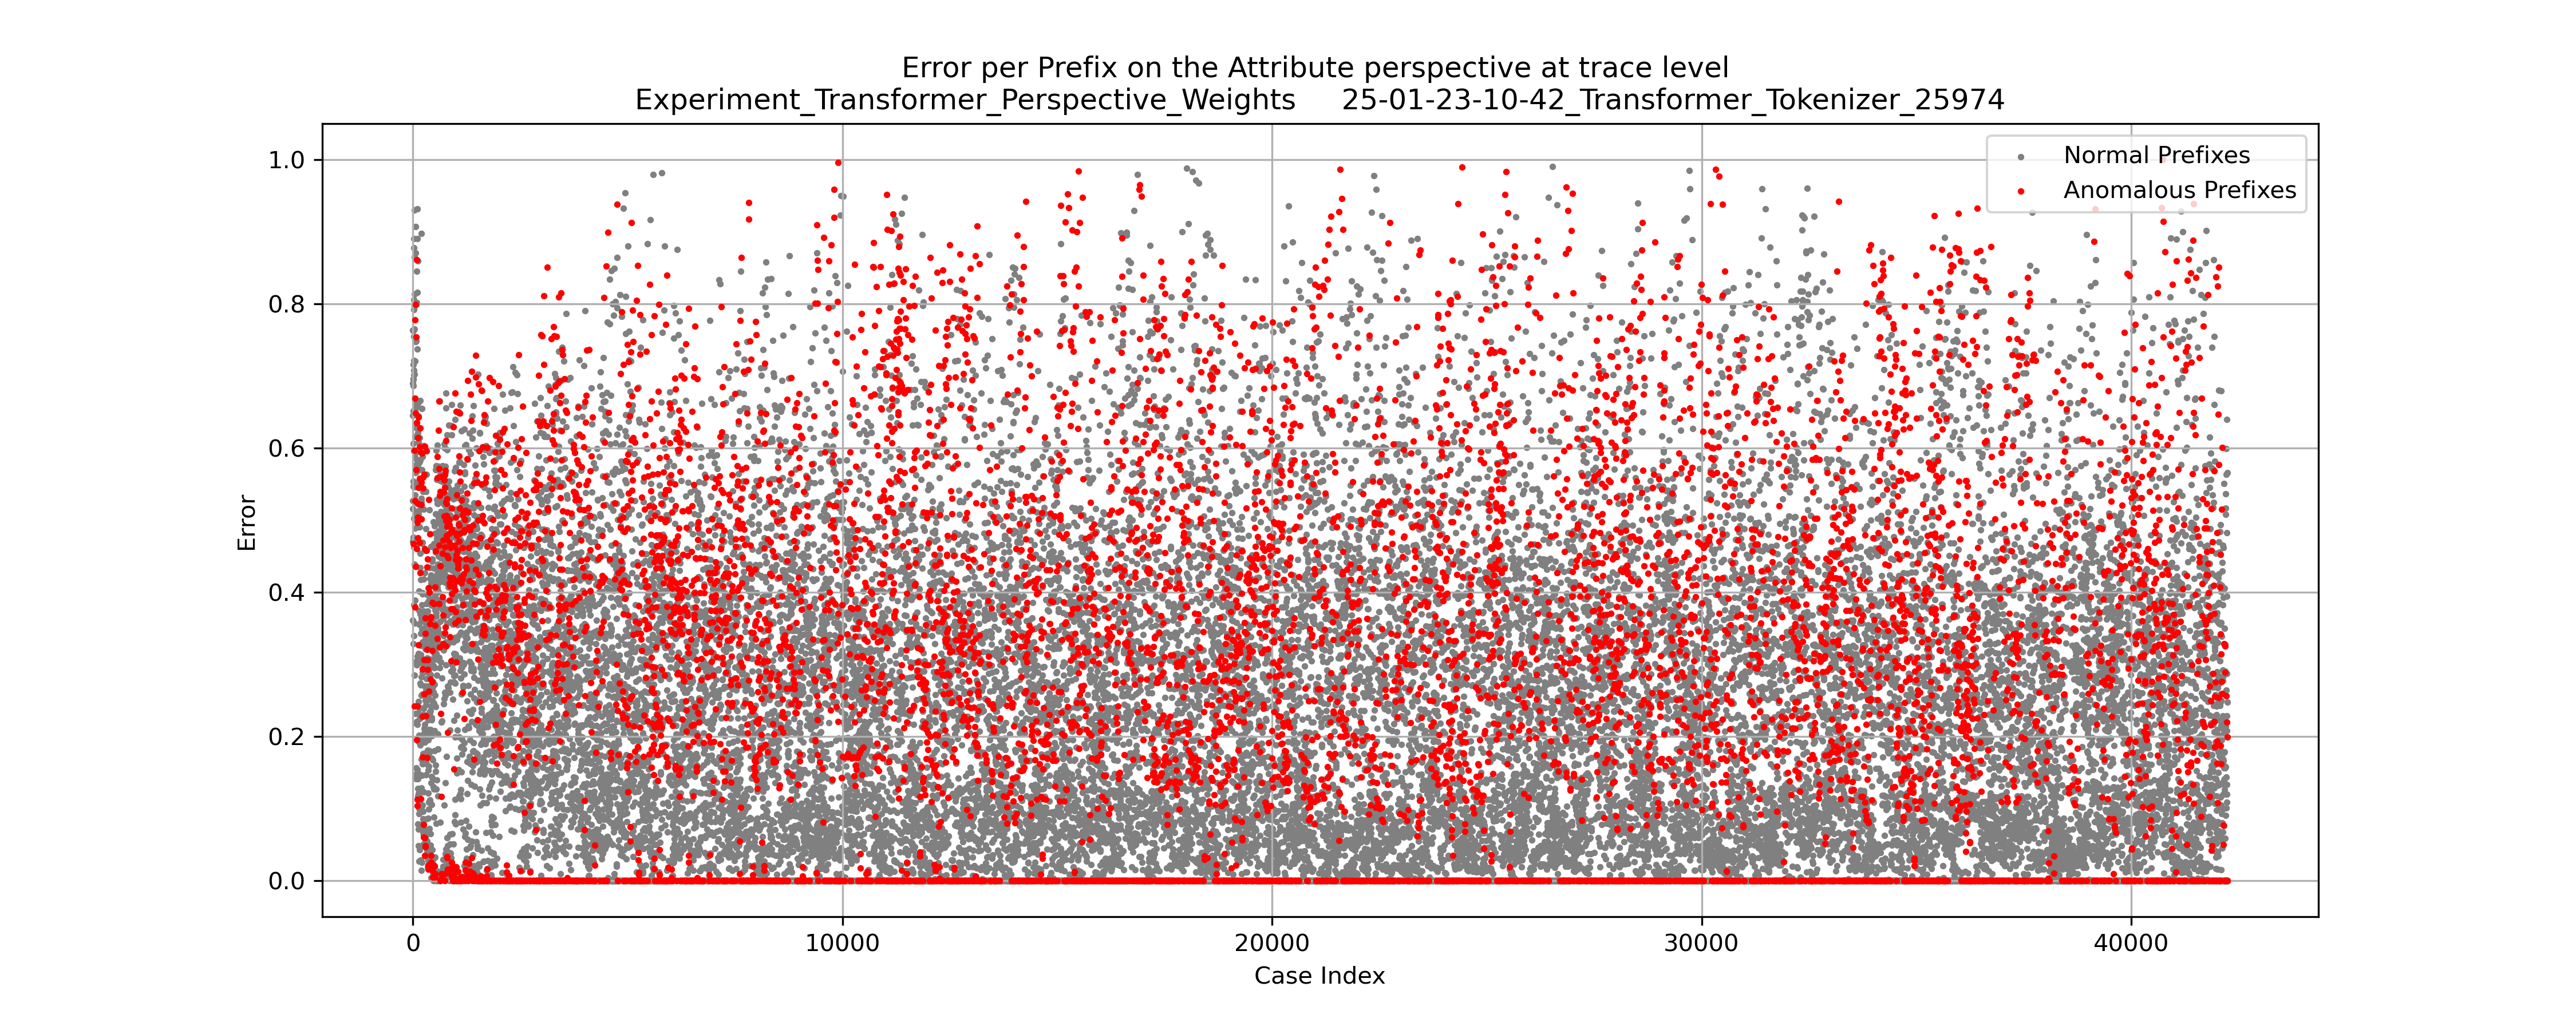 Error per Prefix on the Attribute perspective at trace level
Experiment_Transformer_Perspective_Weights 25-01-23-10-42_Transformer_Tokenizer_25974
Normal Prefixes
Anomalous Prefixes
1.0
0.8
0.6
0.4
0.2
0.0
Error
0 10000 20000 30000 40000
Case Index